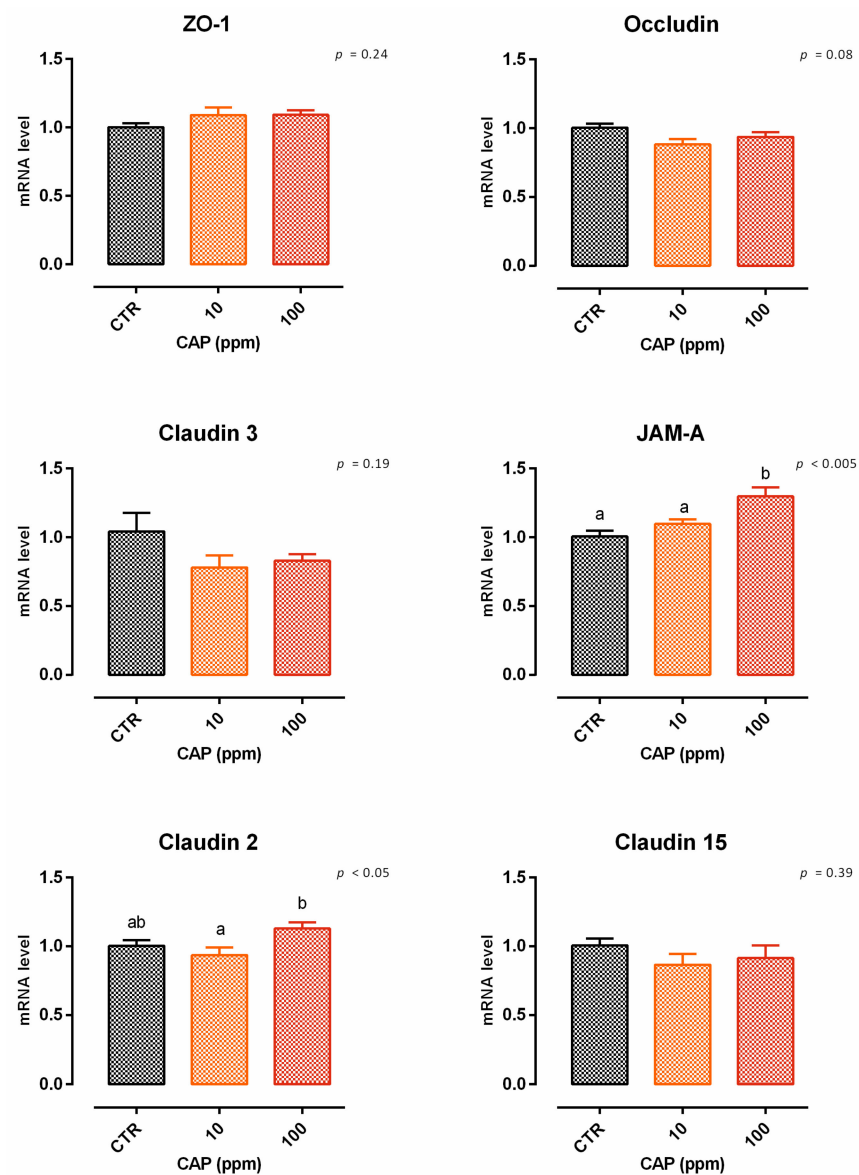 ZO-1
p = 0.24
mRNA level
1.5
1.0
0.5
0.0
CTR
10
100
CAP (ppm)
Occludin
p = 0.08
mRNA level
1.5
1.0
0.5
0.0
CTR
10
100
CAP (ppm)
Claudin 3
p = 0.19
mRNA level
1.5
1.0
0.5
0.0
CTR
10
100
CAP (ppm)
JAM-A
p < 0.005
mRNA level
1.5
1.0
0.5
0.0
a
a
b
CTR
10
100
CAP (ppm)
Claudin 2
p < 0.05
mRNA level
1.5
1.0
0.5
0.0
ab
a
b
CTR
10
100
CAP (ppm)
Claudin 15
p = 0.39
mRNA level
1.5
1.0
0.5
0.0
CTR
10
100
CAP (ppm)